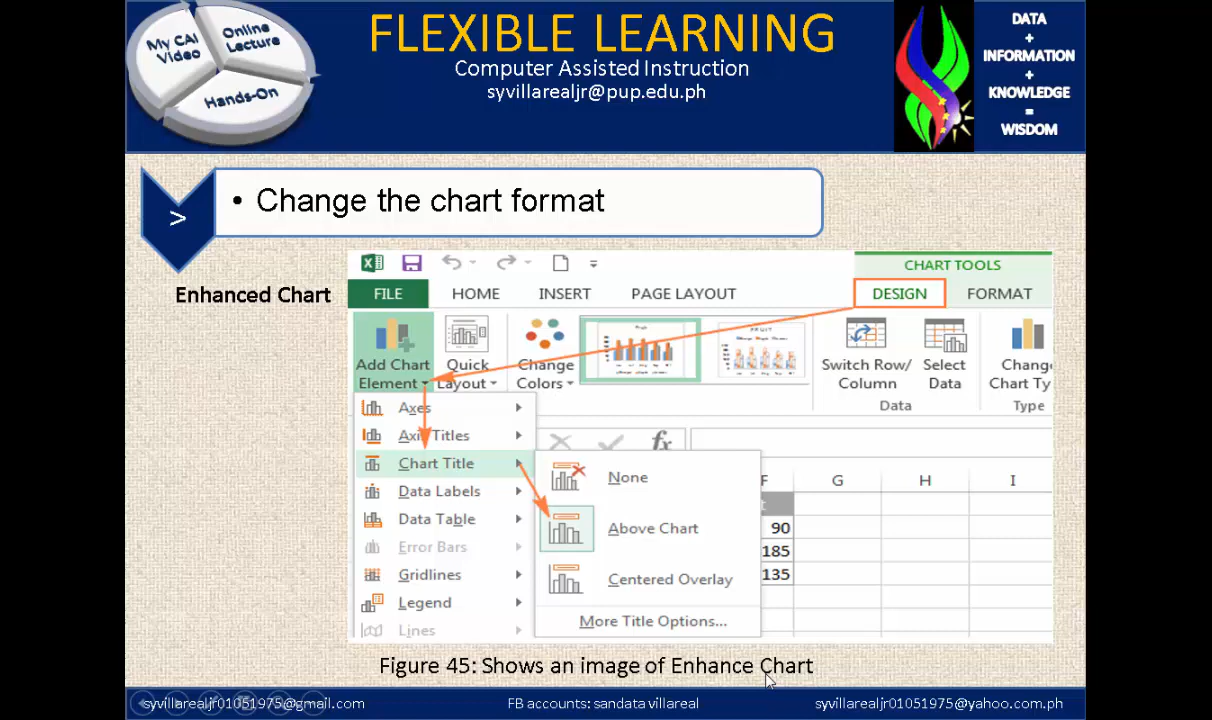 My CAI
Video
Online
Lecture
Hands-On
FLEXIBLE LEARNING
Computer Assisted Instruction
syvillarealjr@pup.edu.ph
DATA
+
INFORMATION
+
KNOWLEDGE
=
WISDOM
>
• Change the chart format
Enhanced Chart
CHART TOOLS
FILE HOME INSERT PAGE LAYOUT DESIGN FORMAT
Add Chart
Element
Quick
Layout
Change
Colors
Switch Row/
Column
Select
Data
Data
Chang
Chart Ty
Type
Axes
Axis Titles
Chart Title
Data Labels
Data Table
Error Bars
Gridlines
Legend
Lines
None
Above Chart
Centered Overlay
More Title Options...
fx
F G H I
t
90
185
135
Figure 45: Shows an image of Enhance Chart
syvillarealjr01051975@gmail.com FB accounts: sandata villareal syvillarealjr01051975@yahoo.com.ph